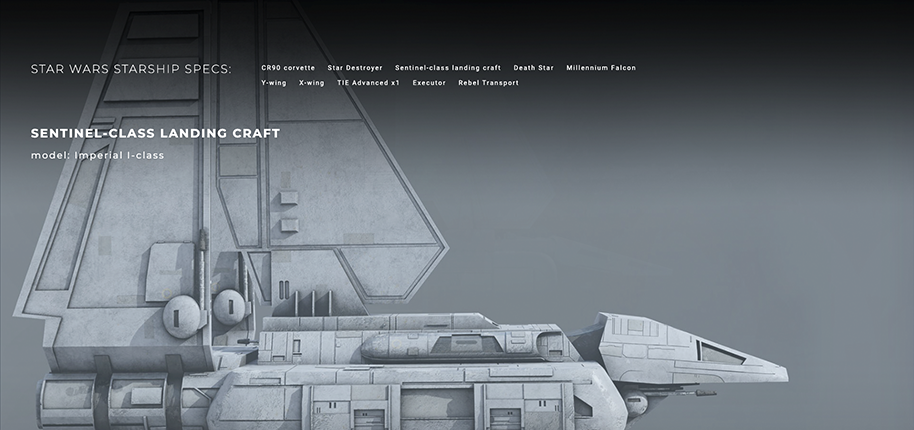 STAR WARS STARSHIP SPECS:
CR90 corvette Star Destroyer Sentinel-class landing craft Death Star Millennium Falcon
Y-wing X-wing TIE Advanced x1 Executor Rebel Transport
SENTINEL-CLASS LANDING CRAFT
model: Imperial I-class